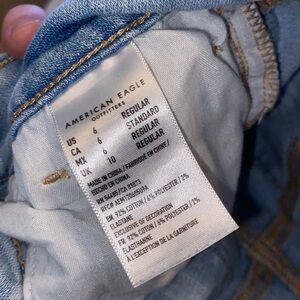 AMERICAN EAGLE
OUTFITTERS
US 6 REGULAR
CA 6 STANDARD
MX 6 REGULAR
UK 10 REGULAR
MADE IN CHINA / FABRIQUÉ EN CHINE /
HECHO EN CHINA
EN: 92% COTTON / 6% POLYESTER / 2%
ELASTANE
EXCLUSIVE OF DECORATION
FR: 92% COTON / 6% POLYESTER / 2%
ÉLASTHANNE
À L'EXCEPTION DE LA GARNITURE